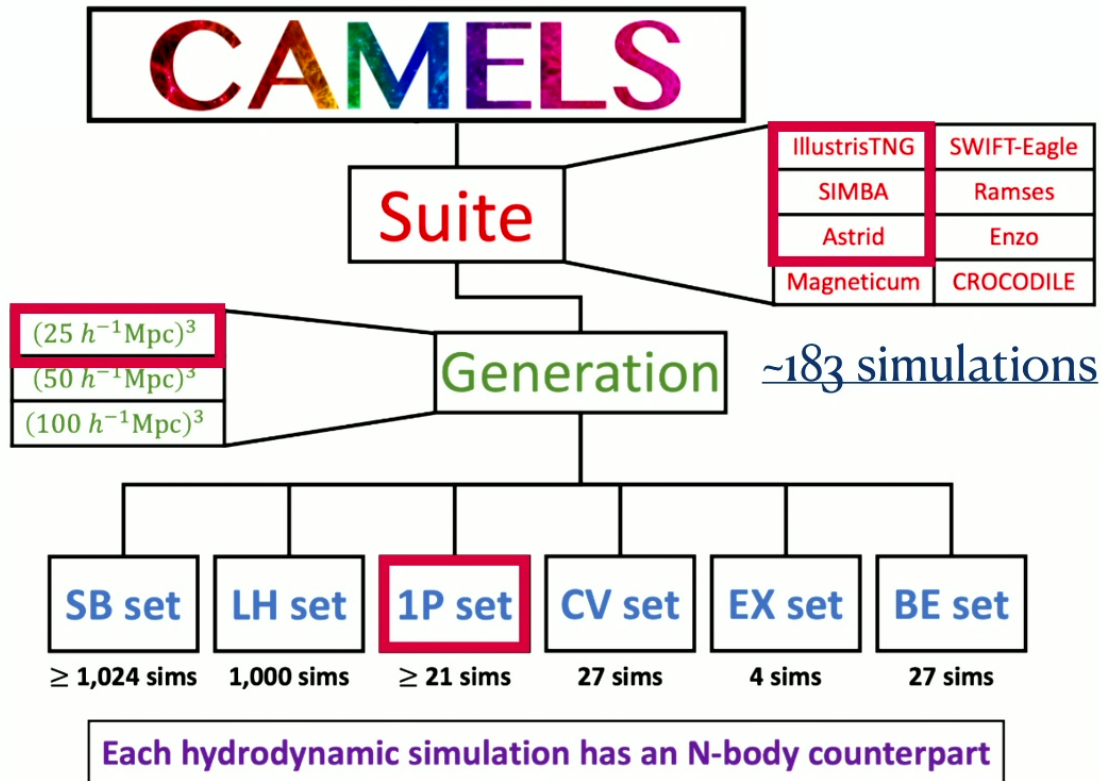 CAMELS
IllustrisTNG SWIFT-Eagle
Suite
SIMBA Ramses
Astrid Enzo
Magneticum CROCODILE
(25 h⁻¹Mpc)³
(50 h⁻¹Mpc)³
(100 h⁻¹Mpc)³
Generation
~183 simulations
SB set LH set 1P set CV set EX set BE set
≥ 1,024 sims 1,000 sims ≥ 21 sims 27 sims 4 sims 27 sims
Each hydrodynamic simulation has an N-body counterpart